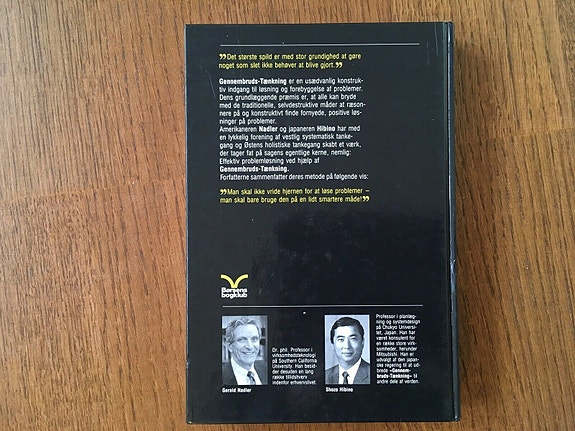 ”Det største spild er med stor grundighed at gøre
noget som slet ikke behøver at blive gjort.”
Gennembruds-Tænkning er en usædvanlig konstruk-
tiv indgang til løsning og forebyggelse af problemer.
Dens grundlæggende præmis er, at alle kan bryde
med de traditionelle, selvdestruktive måder at ræson-
nere på og konstruktivt finde fornyede, positive løs-
ninger på problemer.
Amerikaneren Nadler og japaneren Hibino har med
en lykkelig forening af vestlig systematisk tanke-
gang og Østens holistiske tankegang skabt et værk,
der tager fat på sagens egentlige kerne, nemlig:
Effektiv problemløsning ved hjælp af
Gennembruds-Tænkning.
Forfatterne sammenfatter deres metode på følgende vis:
”Man skal ikke vride hjernen for at løse problemer –
man skal bare bruge den på en lidt smartere måde!”
Børsens
bogklub
Dr. phil. Professor i
virksomhedsteknologi
på Southern California
University. Han besid-
der desuden en lang
række tillidshverv
indenfor erhvervslivet.
Gerald Nadler
Professor i planlæg-
ning og systemdesign
på Chukyo Universi-
tet, Japan. Han har
været konsulent for
en række store virk-
somheder, herunder
Mitsubishi. Han er
udvalgt af den japan-
ske regering til at ud-
brede »Gennem-
bruds-Tænkning« til
andre dele af verden.
Shozo Hibino